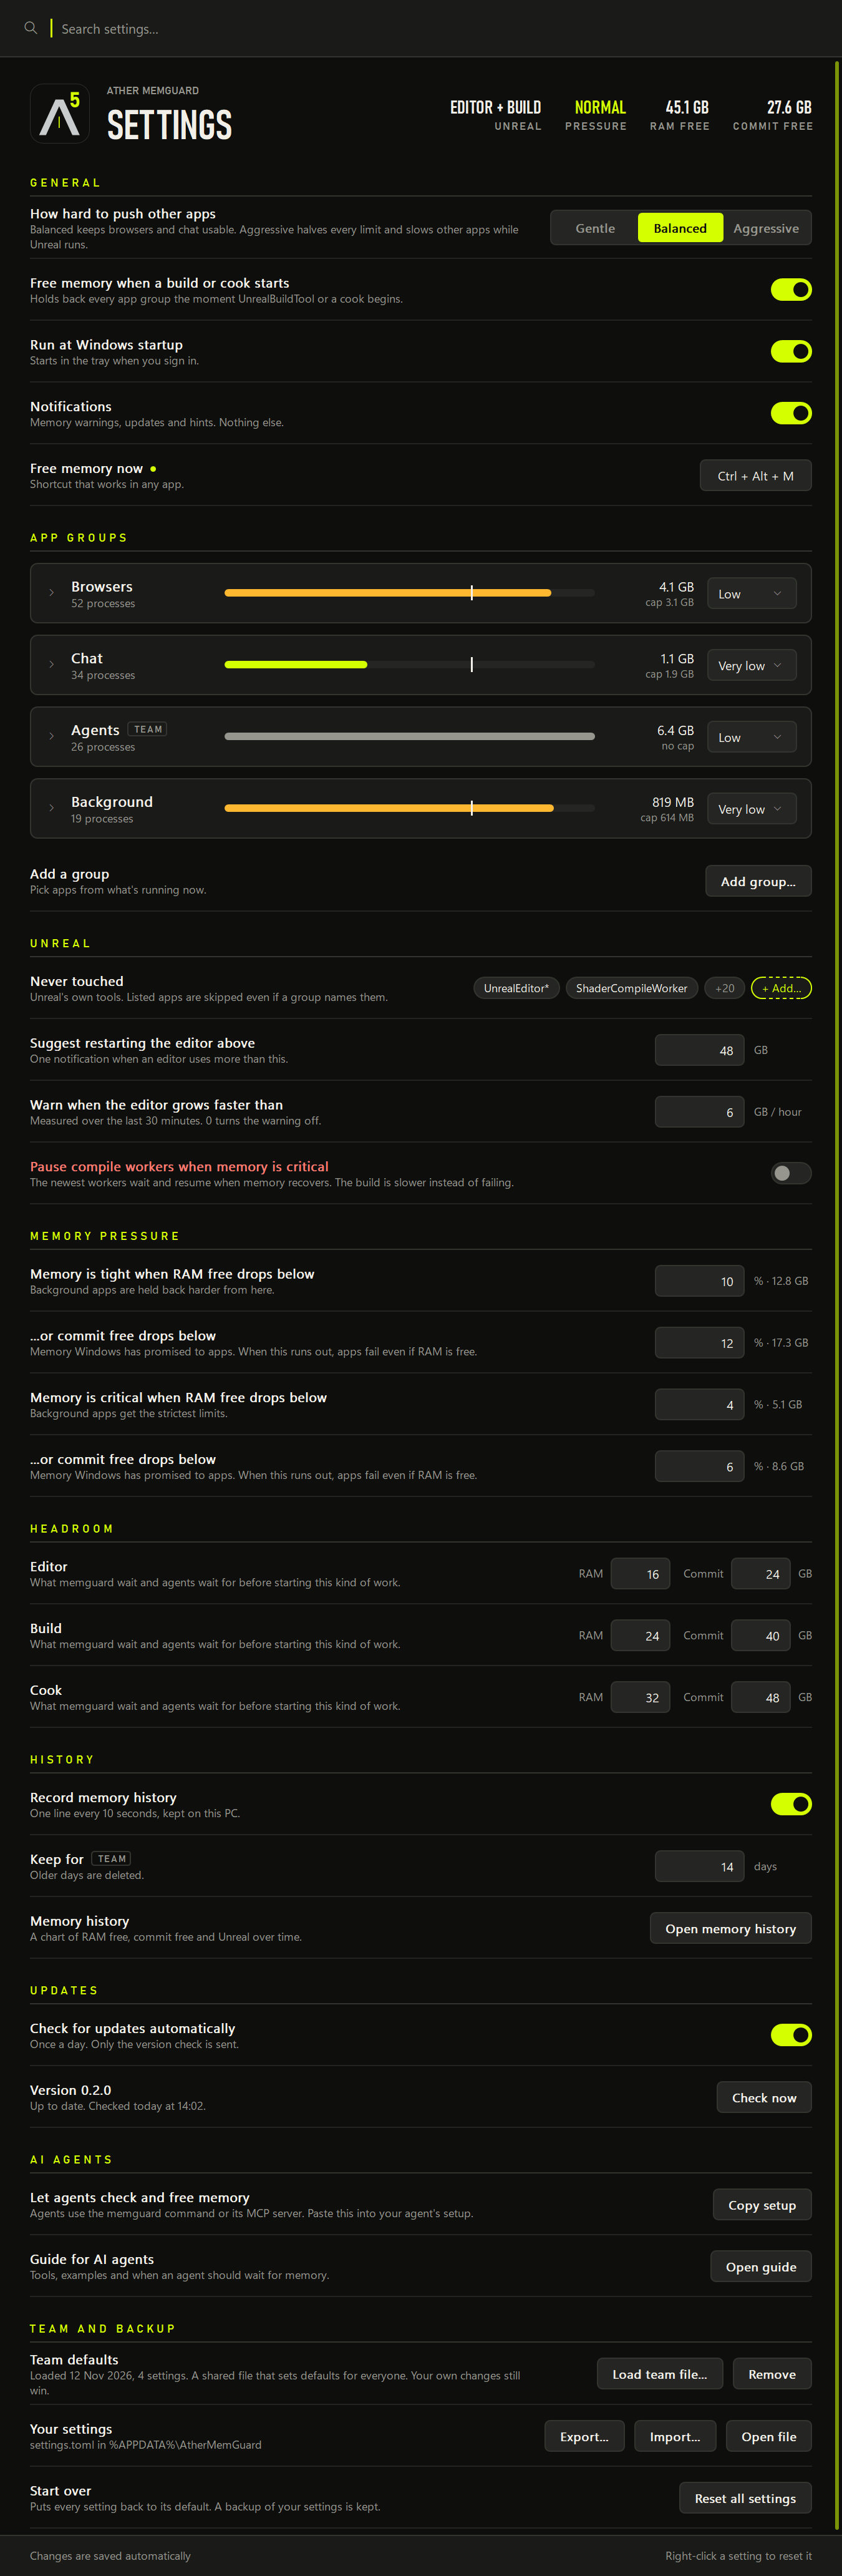 Search settings...
5
ATHER MEMGUARD
SETTINGS
EDITOR + BUILD
UNREAL
NORMAL
PRESSURE
45.1 GB
RAM FREE
27.6 GB
COMMIT FREE
GENERAL
How hard to push other apps
Balanced keeps browsers and chat usable. Aggressive halves every limit and slows other apps while
Unreal runs.
Gentle
Balanced
Aggressive
Free memory when a build or cook starts
Holds back every app group the moment UnrealBuildTool or a cook begins.
Run at Windows startup
Starts in the tray when you sign in.
Notifications
Memory warnings, updates and hints. Nothing else.
Free memory now
Shortcut that works in any app.
Ctrl + Alt + M
APP GROUPS
Browsers
52 processes
4.1 GB
cap 3.1 GB
Low
Chat
34 processes
1.1 GB
cap 1.9 GB
Very low
Agents TEAM
26 processes
6.4 GB
no cap
Low
Background
19 processes
819 MB
cap 614 MB
Very low
Add a group
Pick apps from what's running now.
Add group...
UNREAL
Never touched
Unreal's own tools. Listed apps are skipped even if a group names them.
UnrealEditor*
ShaderCompileWorker
+20
+ Add...
Suggest restarting the editor above
One notification when an editor uses more than this.
48 GB
Warn when the editor grows faster than
Measured over the last 30 minutes. 0 turns the warning off.
6 GB / hour
Pause compile workers when memory is critical
The newest workers wait and resume when memory recovers. The build is slower instead of failing.
MEMORY PRESSURE
Memory is tight when RAM free drops below
Background apps are held back harder from here.
10 % · 12.8 GB
...or commit free drops below
Memory Windows has promised to apps. When this runs out, apps fail even if RAM is free.
12 % · 17.3 GB
Memory is critical when RAM free drops below
Background apps get the strictest limits.
4 % · 5.1 GB
...or commit free drops below
Memory Windows has promised to apps. When this runs out, apps fail even if RAM is free.
6 % · 8.6 GB
HEADROOM
Editor
What memguard wait and agents wait for before starting this kind of work.
RAM 16 Commit 24 GB
Build
What memguard wait and agents wait for before starting this kind of work.
RAM 24 Commit 40 GB
Cook
What memguard wait and agents wait for before starting this kind of work.
RAM 32 Commit 48 GB
HISTORY
Record memory history
One line every 10 seconds, kept on this PC.
Keep for TEAM
Older days are deleted.
14 days
Memory history
A chart of RAM free, commit free and Unreal over time.
Open memory history
UPDATES
Check for updates automatically
Once a day. Only the version check is sent.
Version 0.2.0
Up to date. Checked today at 14:02.
Check now
AI AGENTS
Let agents check and free memory
Agents use the memguard command or its MCP server. Paste this into your agent's setup.
Copy setup
Guide for AI agents
Tools, examples and when an agent should wait for memory.
Open guide
TEAM AND BACKUP
Team defaults
Loaded 12 Nov 2026, 4 settings. A shared file that sets defaults for everyone. Your own changes still
win.
Load team file...
Remove
Your settings
settings.toml in %APPDATA%\AtherMemGuard
Export...
Import...
Open file
Start over
Puts every setting back to its default. A backup of your settings is kept.
Reset all settings
Changes are saved automatically
Right-click a setting to reset it